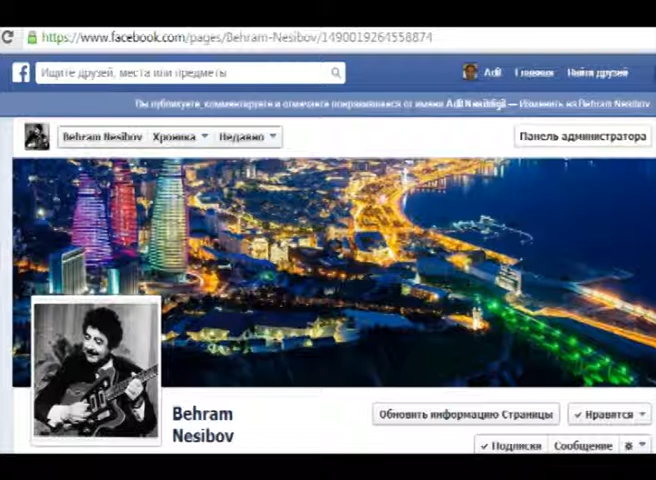 https://www.facebook.com/pages/Behram-Nesibov/1490019264558874
f
Ищите друзей, места или предметы
Adil Главная Найти друзей
Вы публикуете, комментируете и отмечаете понравившееся от имени Adil — Изменить на Behram Nesibov
Behram Nesibov Хроника Недавно
Панель администратора
Behram
Nesibov
Обновить информацию Страницы
Нравится
Подписки
Сообщение